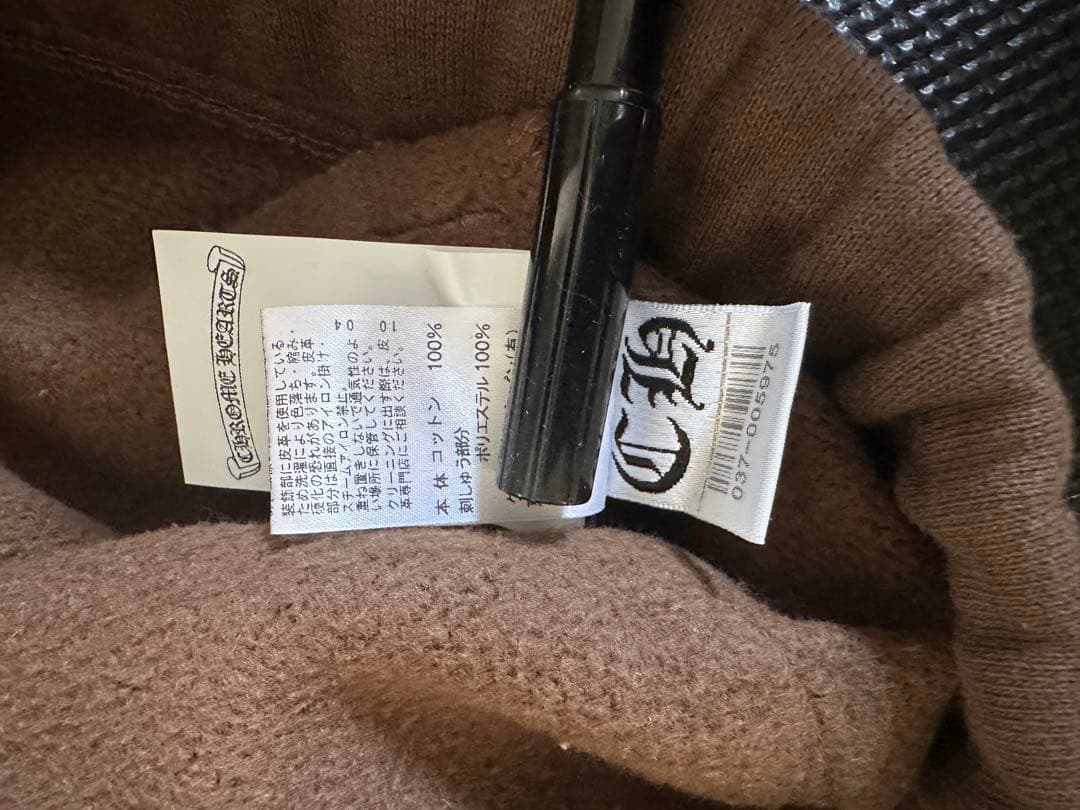 CHROME HEARTS
装飾部に皮革を使用している
ため洗濯により色落ち・縮み・
硬化の恐れがあります。皮革
部分は直接のアイロン掛け・
スチームアイロン禁止。
重ね置きしないで通気性のよ
い場所に保管してください。
クリーニングに出す際は、皮
革専門店にご相談ください。
本体 コットン 100%
刺しゅう部分
ポリエステル 100%
CH
037-005975